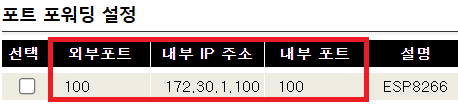 포트 포워딩 설정
선택 외부포트 내부 IP 주소 내부 포트 설명
100 172.30.1.100 100 ESP8266